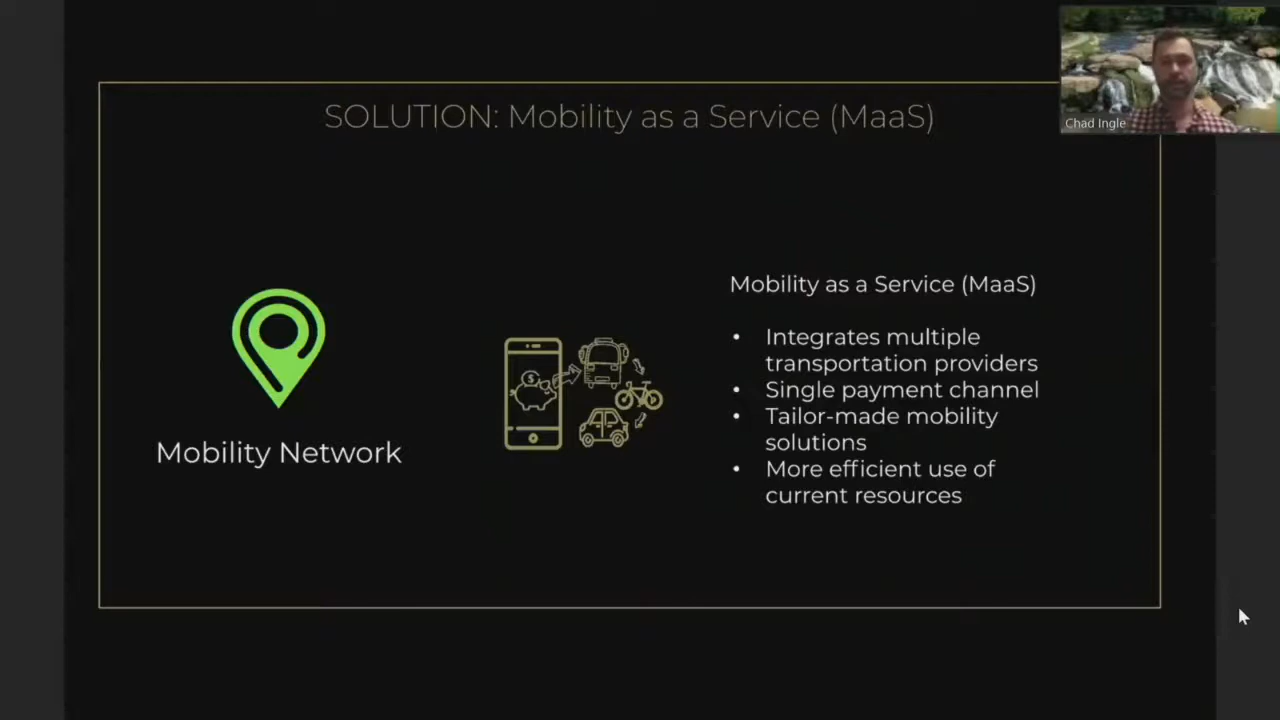 SOLUTION: Mobility as a Service (MaaS)
Chad Ingle
Mobility Network
$
Mobility as a Service (MaaS)
• Integrates multiple
transportation providers
• Single payment channel
• Tailor-made mobility
solutions
• More efficient use of
current resources